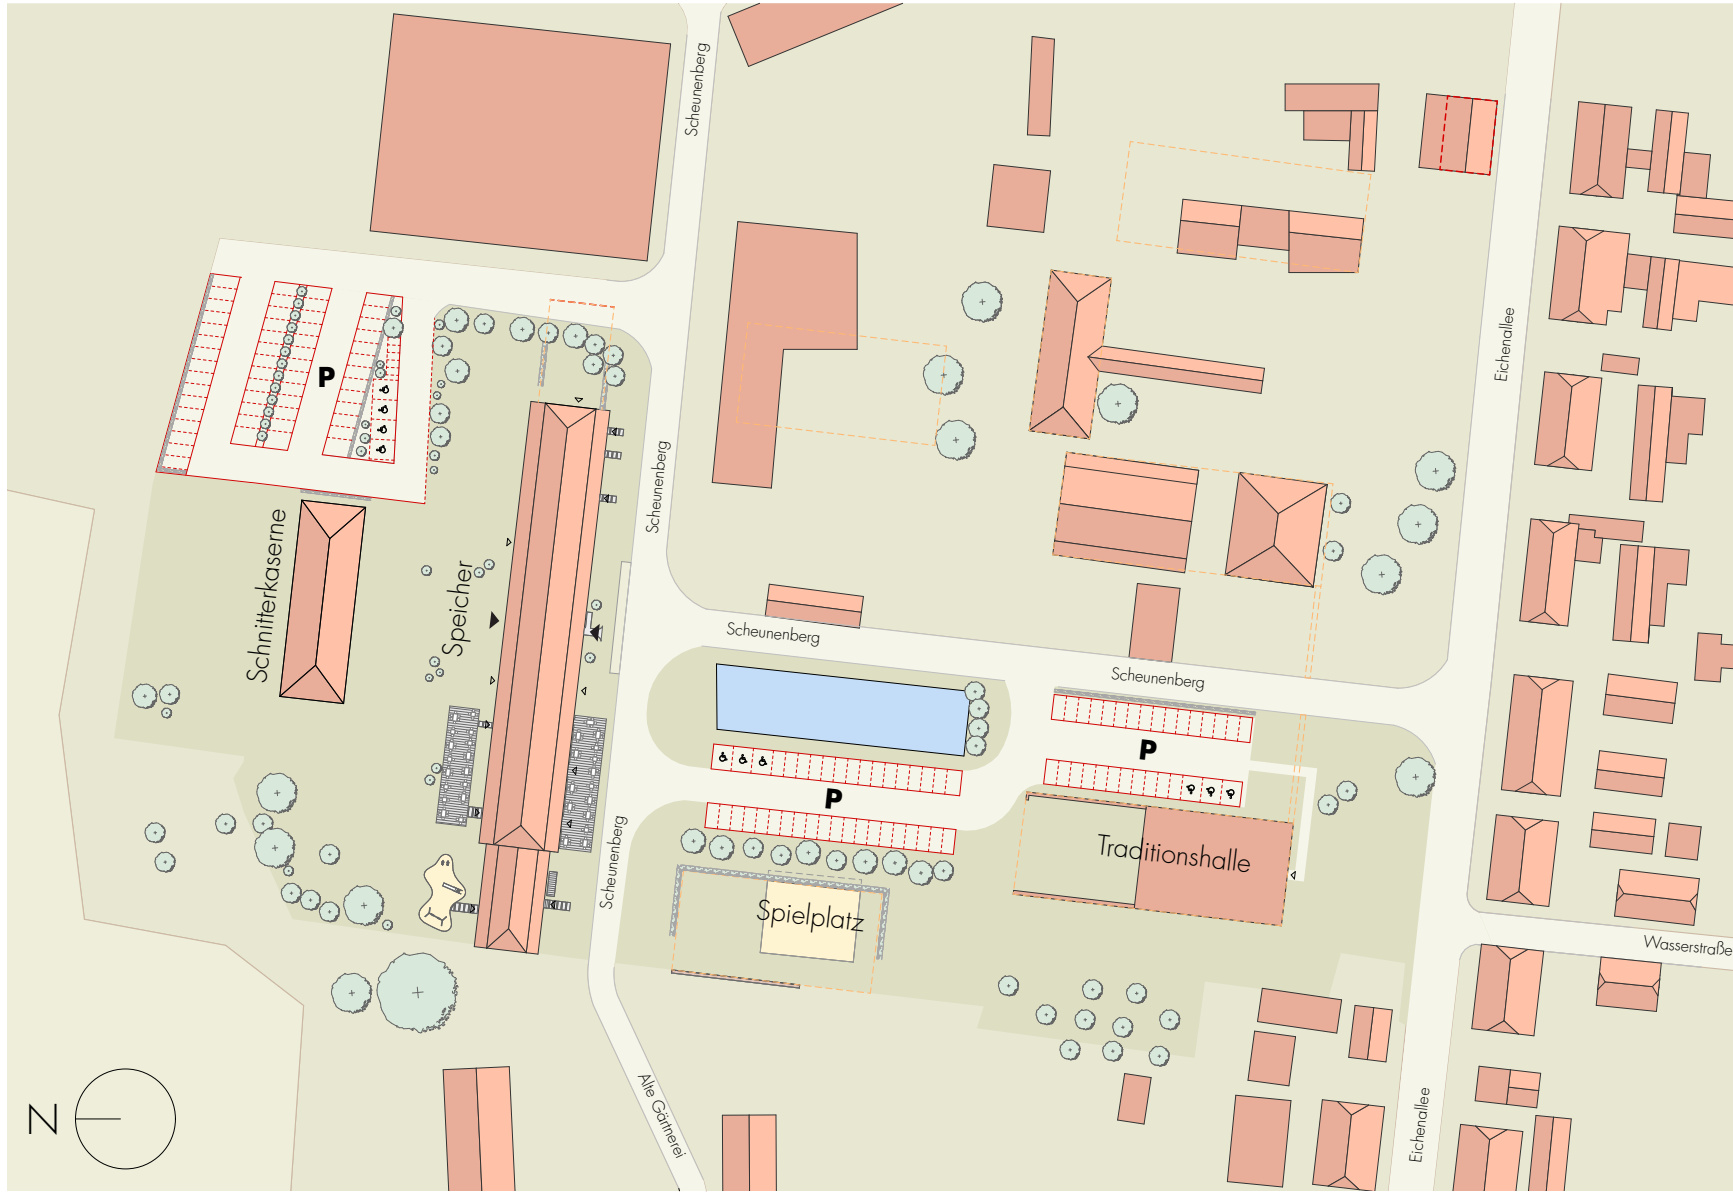 Scheunenberg
Eichenallee
P
Scheunenberg
Schnitterkaserne
Speicher
Scheunenberg
Scheunenberg
P
P
Scheunenberg
Traditionshalle
Spielplatz
Wasserstraße
N
Alte Gärtnerei
Eichenallee